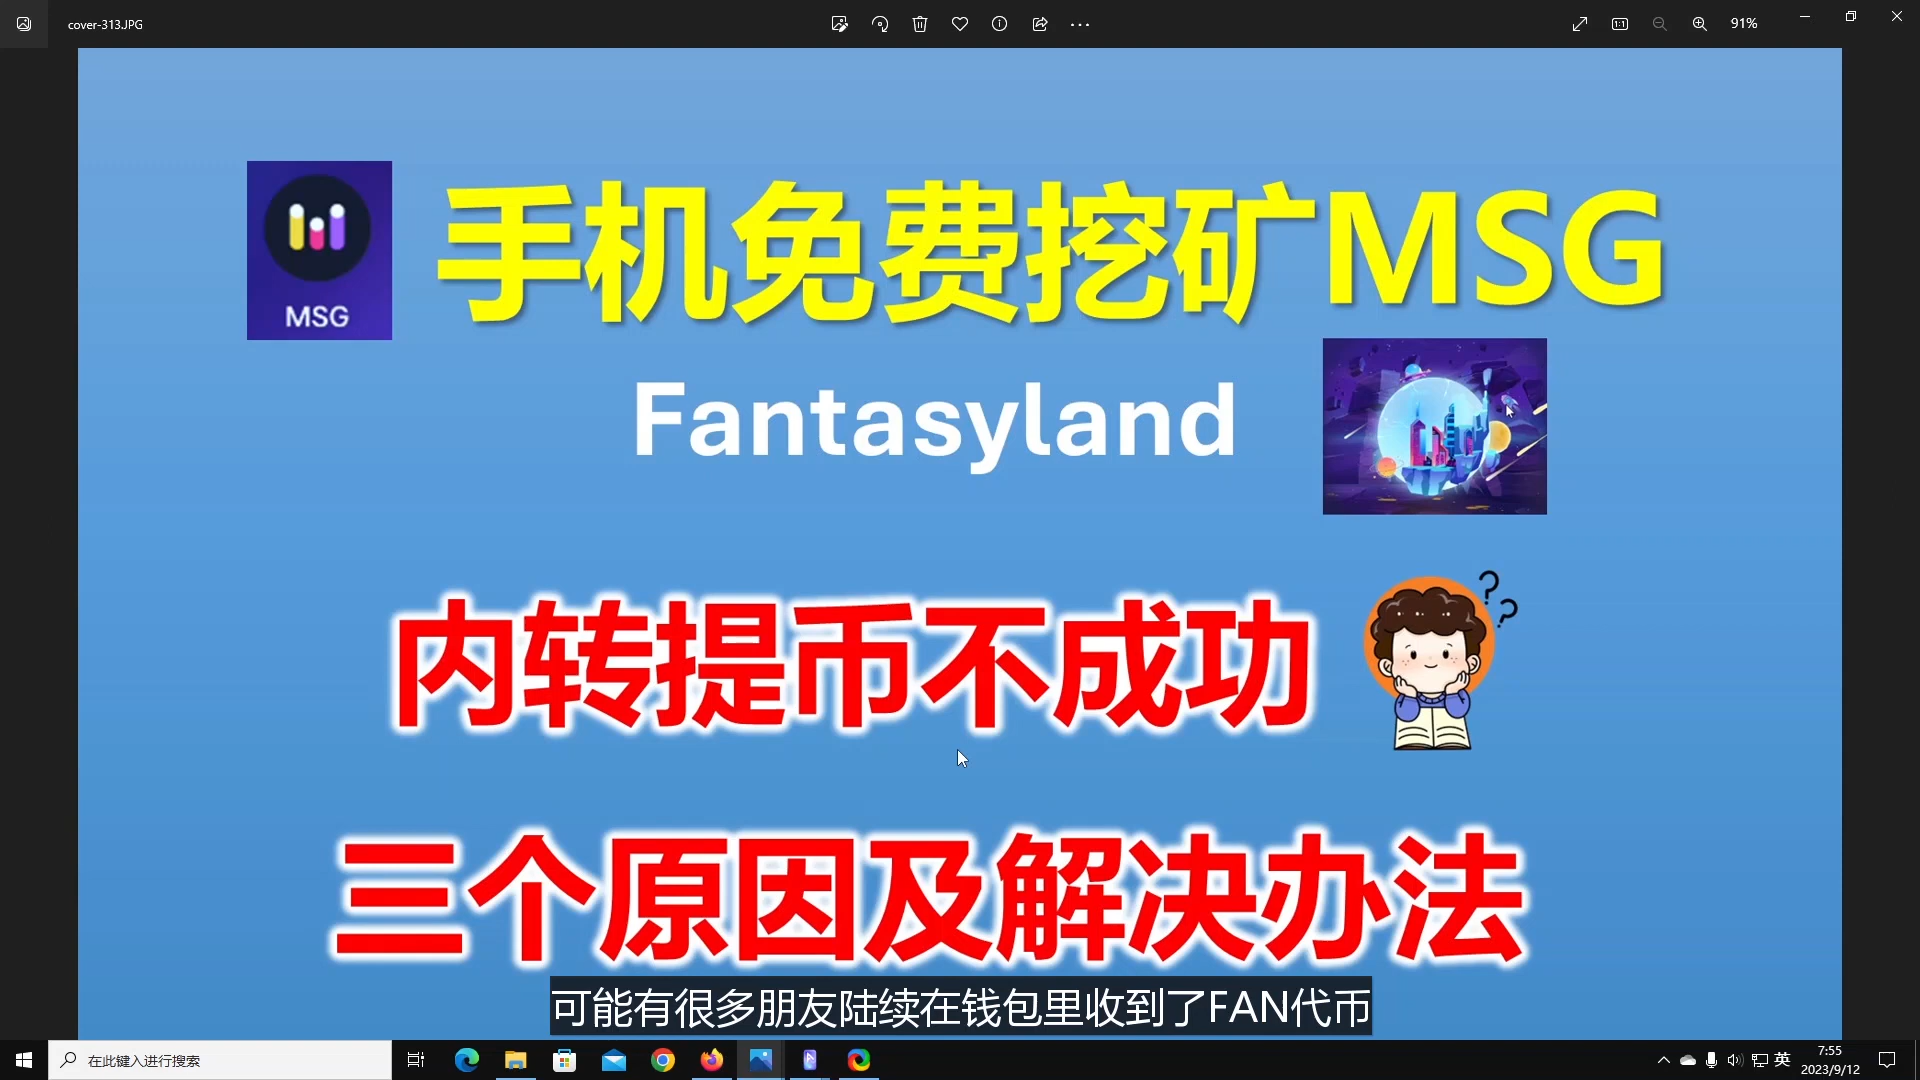 cover-313.JPG
91%
手机免费挖矿MSG
MSG
Fantasyland
内转提币不成功
??
三个原因及解决办法
可能有很多朋友陆续在钱包里收到了FAN代币
在此键入进行搜索
英
7:55
2023/9/12